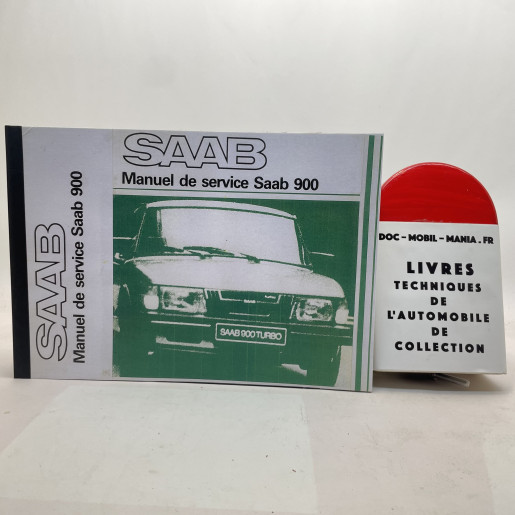 SAAB
Manuel de service Saab 900
SAAB
Manuel de service Saab 900
SAAB 900 TURBO
DOC - MOBIL - MANIA . FR
LIVRES
TECHNIQUES
DE
L'AUTOMOBILE
DE
COLLECTION